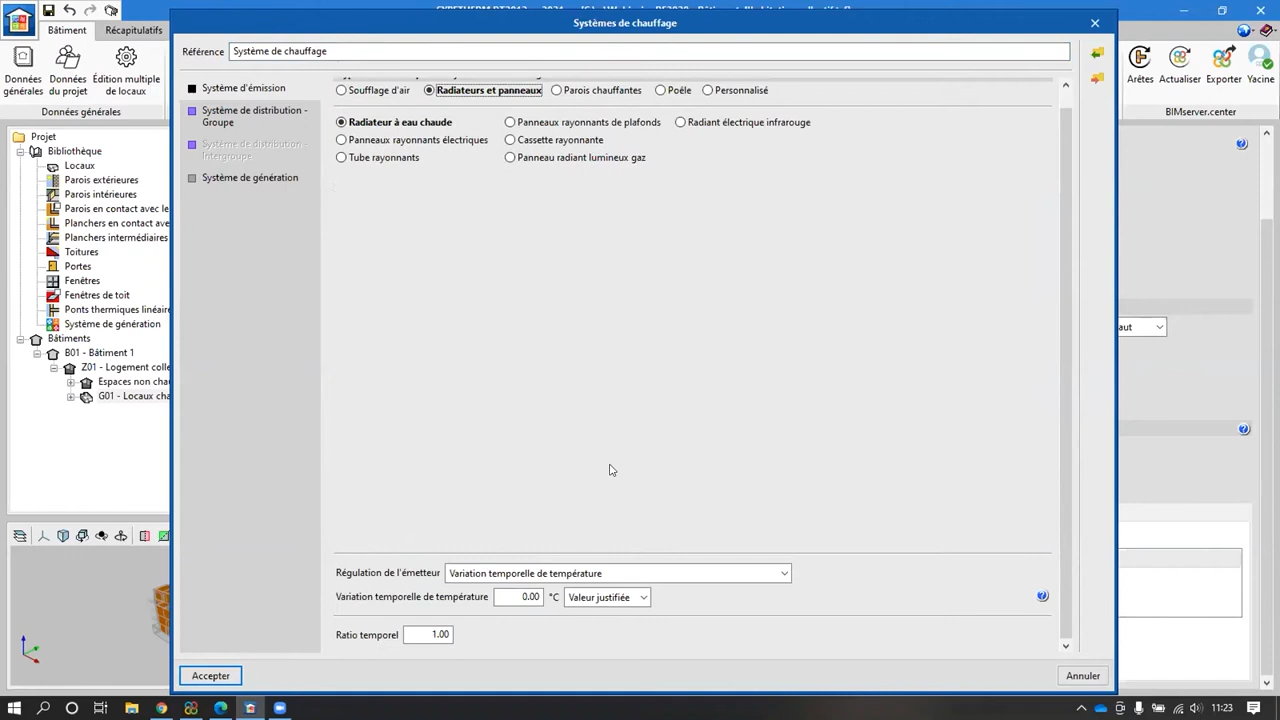 Systèmes de chauffage
Bâtiment
Récapitulatifs
Référence
Système de chauffage
Données générales
Données du projet
Édition multiple de locaux
Données générales
Arêtes
Actualiser
Exporter
Yacine
BIMserver.center
Système d'émission
Système de distribution - Groupe
Système de distribution - Intergroupe
Système de génération
Soufflage d'air
Radiateurs et panneaux
Parois chauffantes
Poêle
Personnalisé
Radiateur à eau chaude
Panneaux rayonnants de plafonds
Radiant électrique infrarouge
Panneaux rayonnants électriques
Cassette rayonnante
Tube rayonnants
Panneau radiant lumineux gaz
Projet
Bibliothèque
Locaux
Parois extérieures
Parois intérieures
Parois en contact avec le
Planchers en contact ave
Planchers intermédiaires
Toitures
Portes
Fenêtres
Fenêtres de toit
Ponts thermiques linéaire
Système de génération
Bâtiments
B01 - Bâtiment 1
Z01 - Logement colle
Espaces non chau
G01 - Locaux cha
aut
Régulation de l'émetteur
Variation temporelle de température
Variation temporelle de température
0.00
°C
Valeur justifiée
Ratio temporel
1.00
Accepter
Annuler
11:23